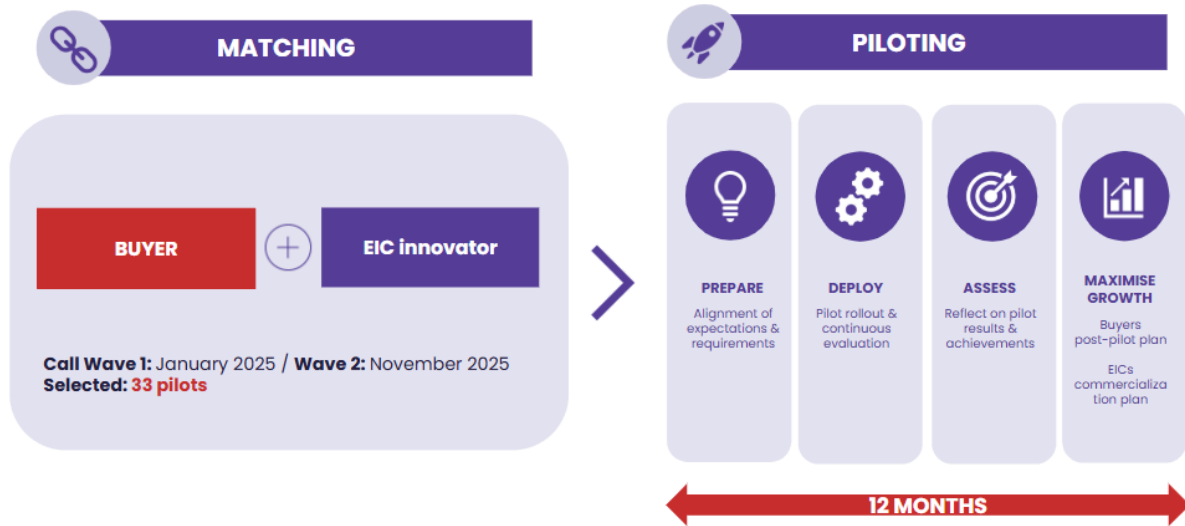 MATCHING
BUYER
EIC innovator
Call Wave 1: January 2025 / Wave 2: November 2025
Selected: 33 pilots
PILOTING
PREPARE
Alignment of
expectations &
requirements
DEPLOY
Pilot rollout &
continuous
evaluation
ASSESS
Reflect on pilot
results &
achievements
MAXIMISE
GROWTH
Buyers
post-pilot plan
EICs
commercializa
tion plan
12 MONTHS